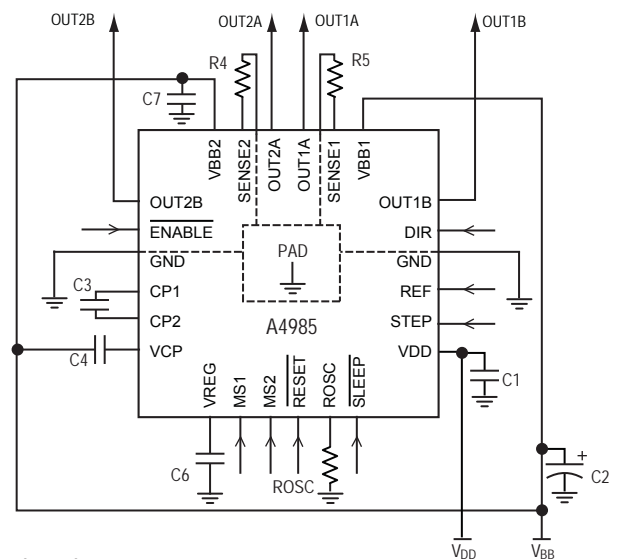 OUT2B
OUT2A
OUT1A
OUT1B
R4
R5
C7
VBB2
SENSE2
OUT2A
OUT1A
SENSE1
VBB1
OUT2B
OUT1B
ENABLE
DIR
GND
PAD
GND
C3
CP1
REF
CP2
A4985
STEP
C4
VCP
VDD
C1
VREG
MS1
MS2
RESET
ROSC
SLEEP
C6
ROSC
+
C2
VDD
VBB